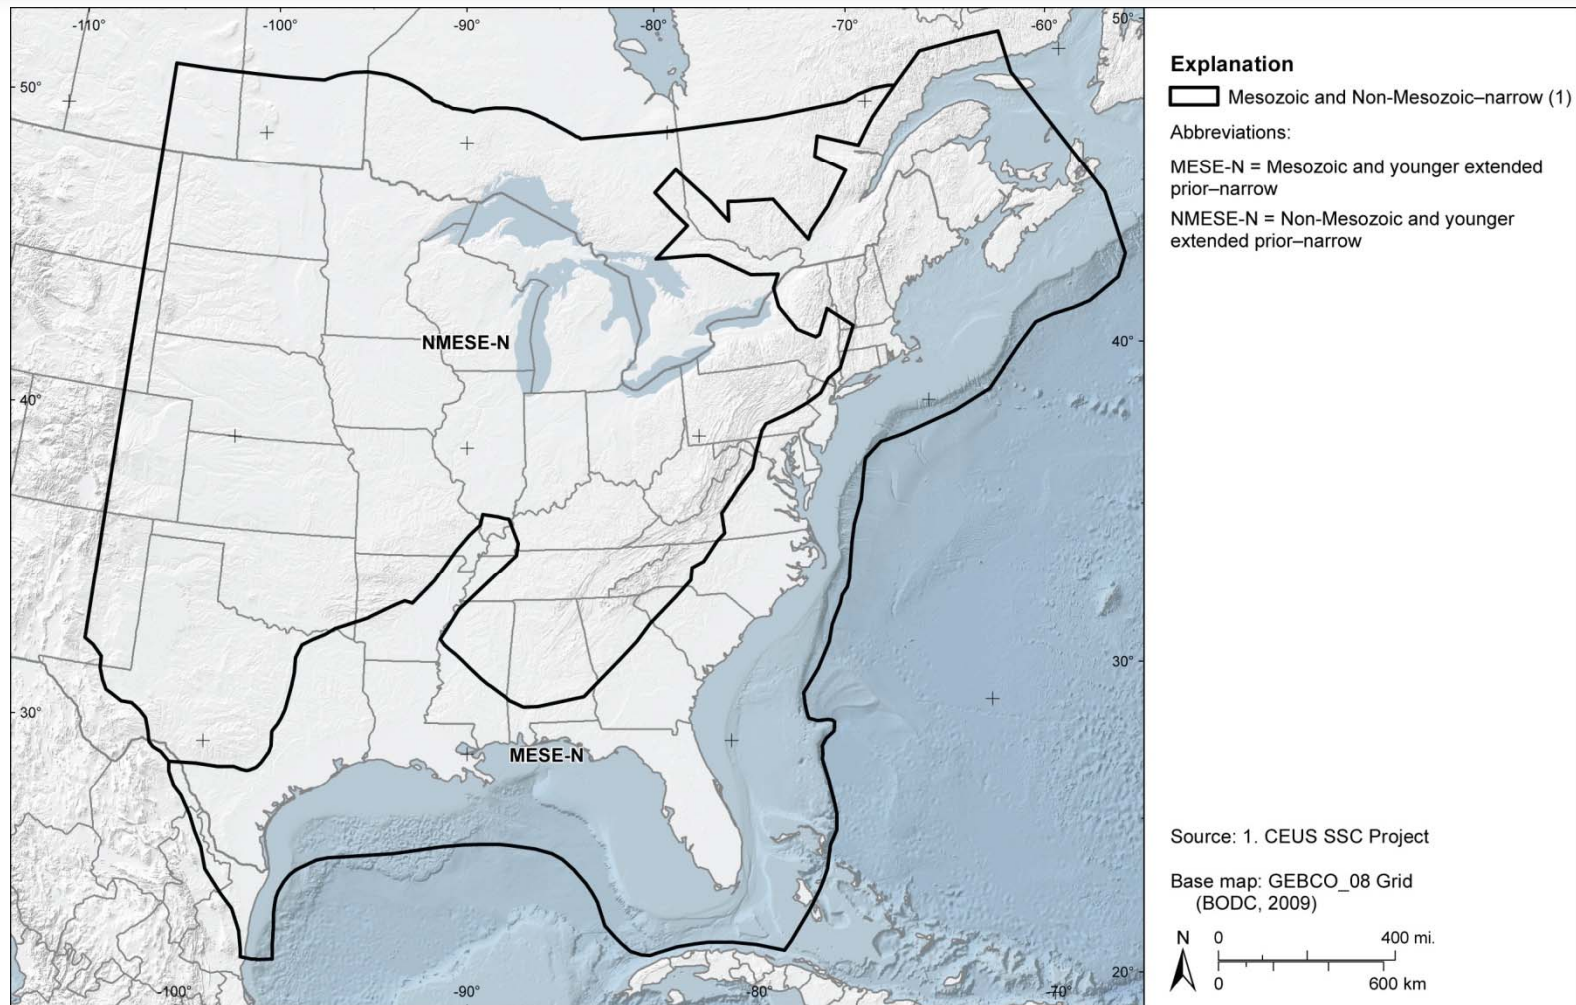 -110°
-100°
-90°
-80°
-70°
-60°
50°
50°
40°
40°
30°
30°
20°
-100°
-90°
-80°
-70°
NMESE-N
MESE-N
Explanation
Mesozoic and Non-Mesozoic–narrow (1)
Abbreviations:
MESE-N = Mesozoic and younger extended
prior–narrow
NMESE-N = Non-Mesozoic and younger
extended prior–narrow
Source: 1. CEUS SSC Project
Base map: GEBCO_08 Grid
(BODC, 2009)
N
0 400 mi.
0 600 km